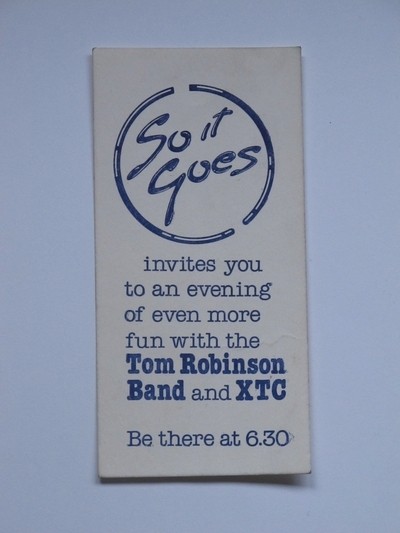 So it
Goes
invites you
to an evening
of even more
fun with the
Tom Robinson
Band and XTC
Be there at 6.30